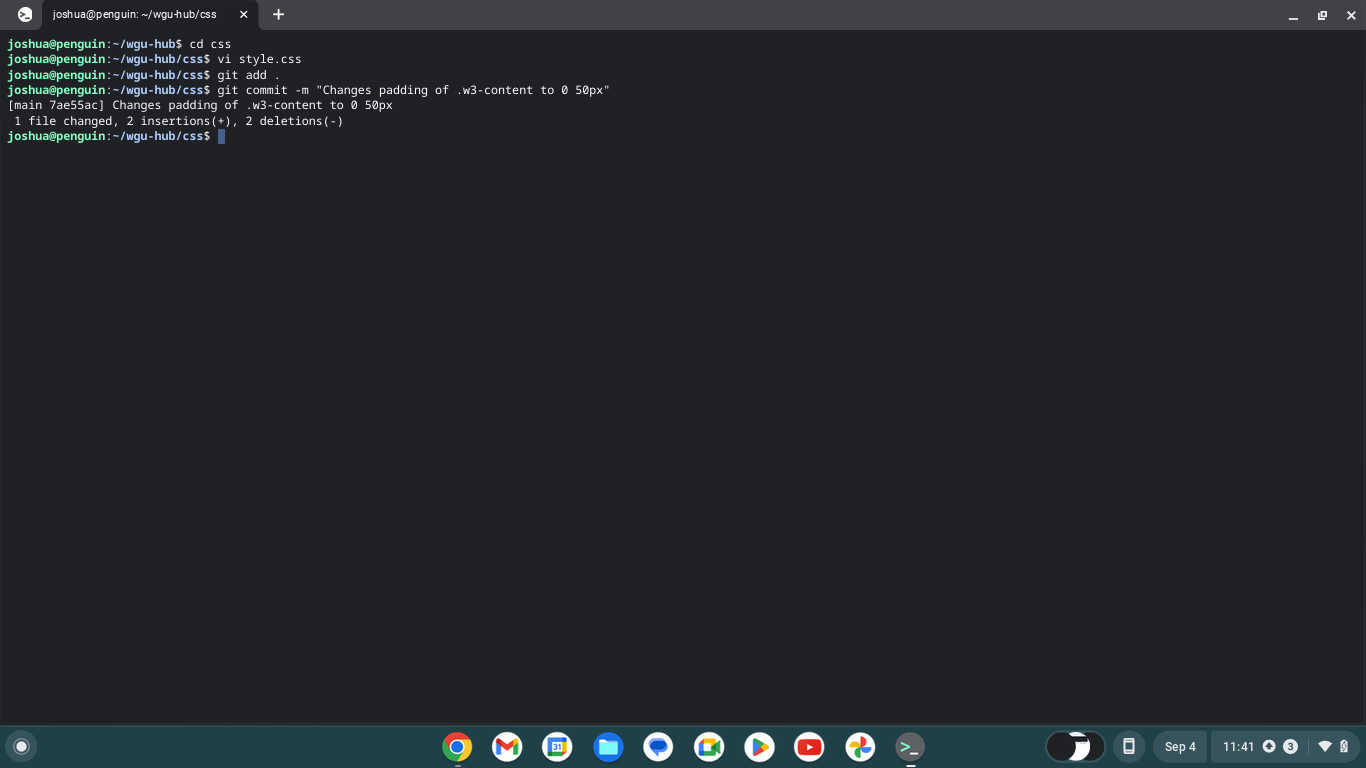 joshua@penguin: ~/wgu-hub/css
joshua@penguin:~/wgu-hub$ cd css
joshua@penguin:~/wgu-hub/css$ vi style.css
joshua@penguin:~/wgu-hub/css$ git add .
joshua@penguin:~/wgu-hub/css$ git commit -m "Changes padding of .w3-content to 0 50px"
[main 7ae55ac] Changes padding of .w3-content to 0 50px
 1 file changed, 2 insertions(+), 2 deletions(-)
joshua@penguin:~/wgu-hub/css$
31
>_
Sep 4
11:41
3